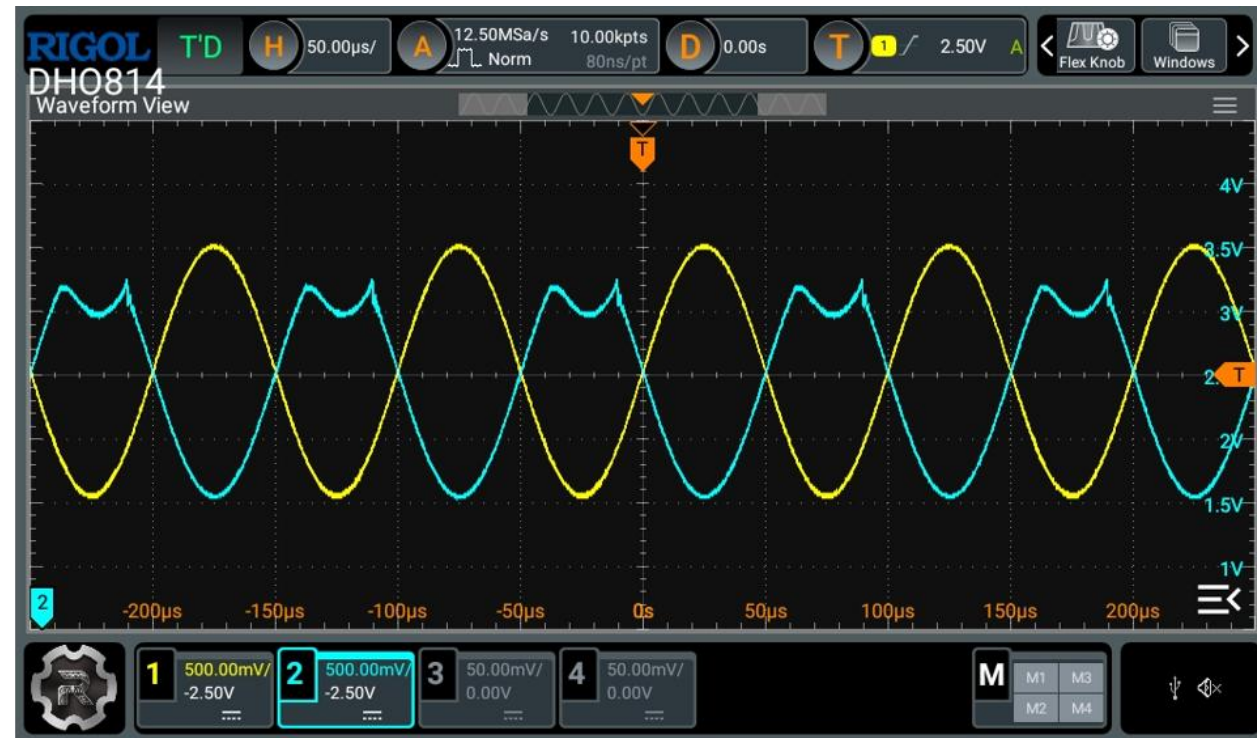 RIGOL T'D H 50.00μs/ A 12.50MSa/s 10.00kpts D 0.00s T 1 2.50V A < Flex Knob Windows >
Norm 80ns/pt
DHO814
Waveform View
T
4V
3.5V
3V
2. T
2V
1.5V
1V
2 -200μs -150μs -100μs -50μs 0s 50μs 100μs 150μs 200μs
1 500.00mV/ 2 500.00mV/ 3 50.00mV/ 4 50.00mV/ M M1 M3
-2.50V -2.50V 0.00V 0.00V M2 M4
R